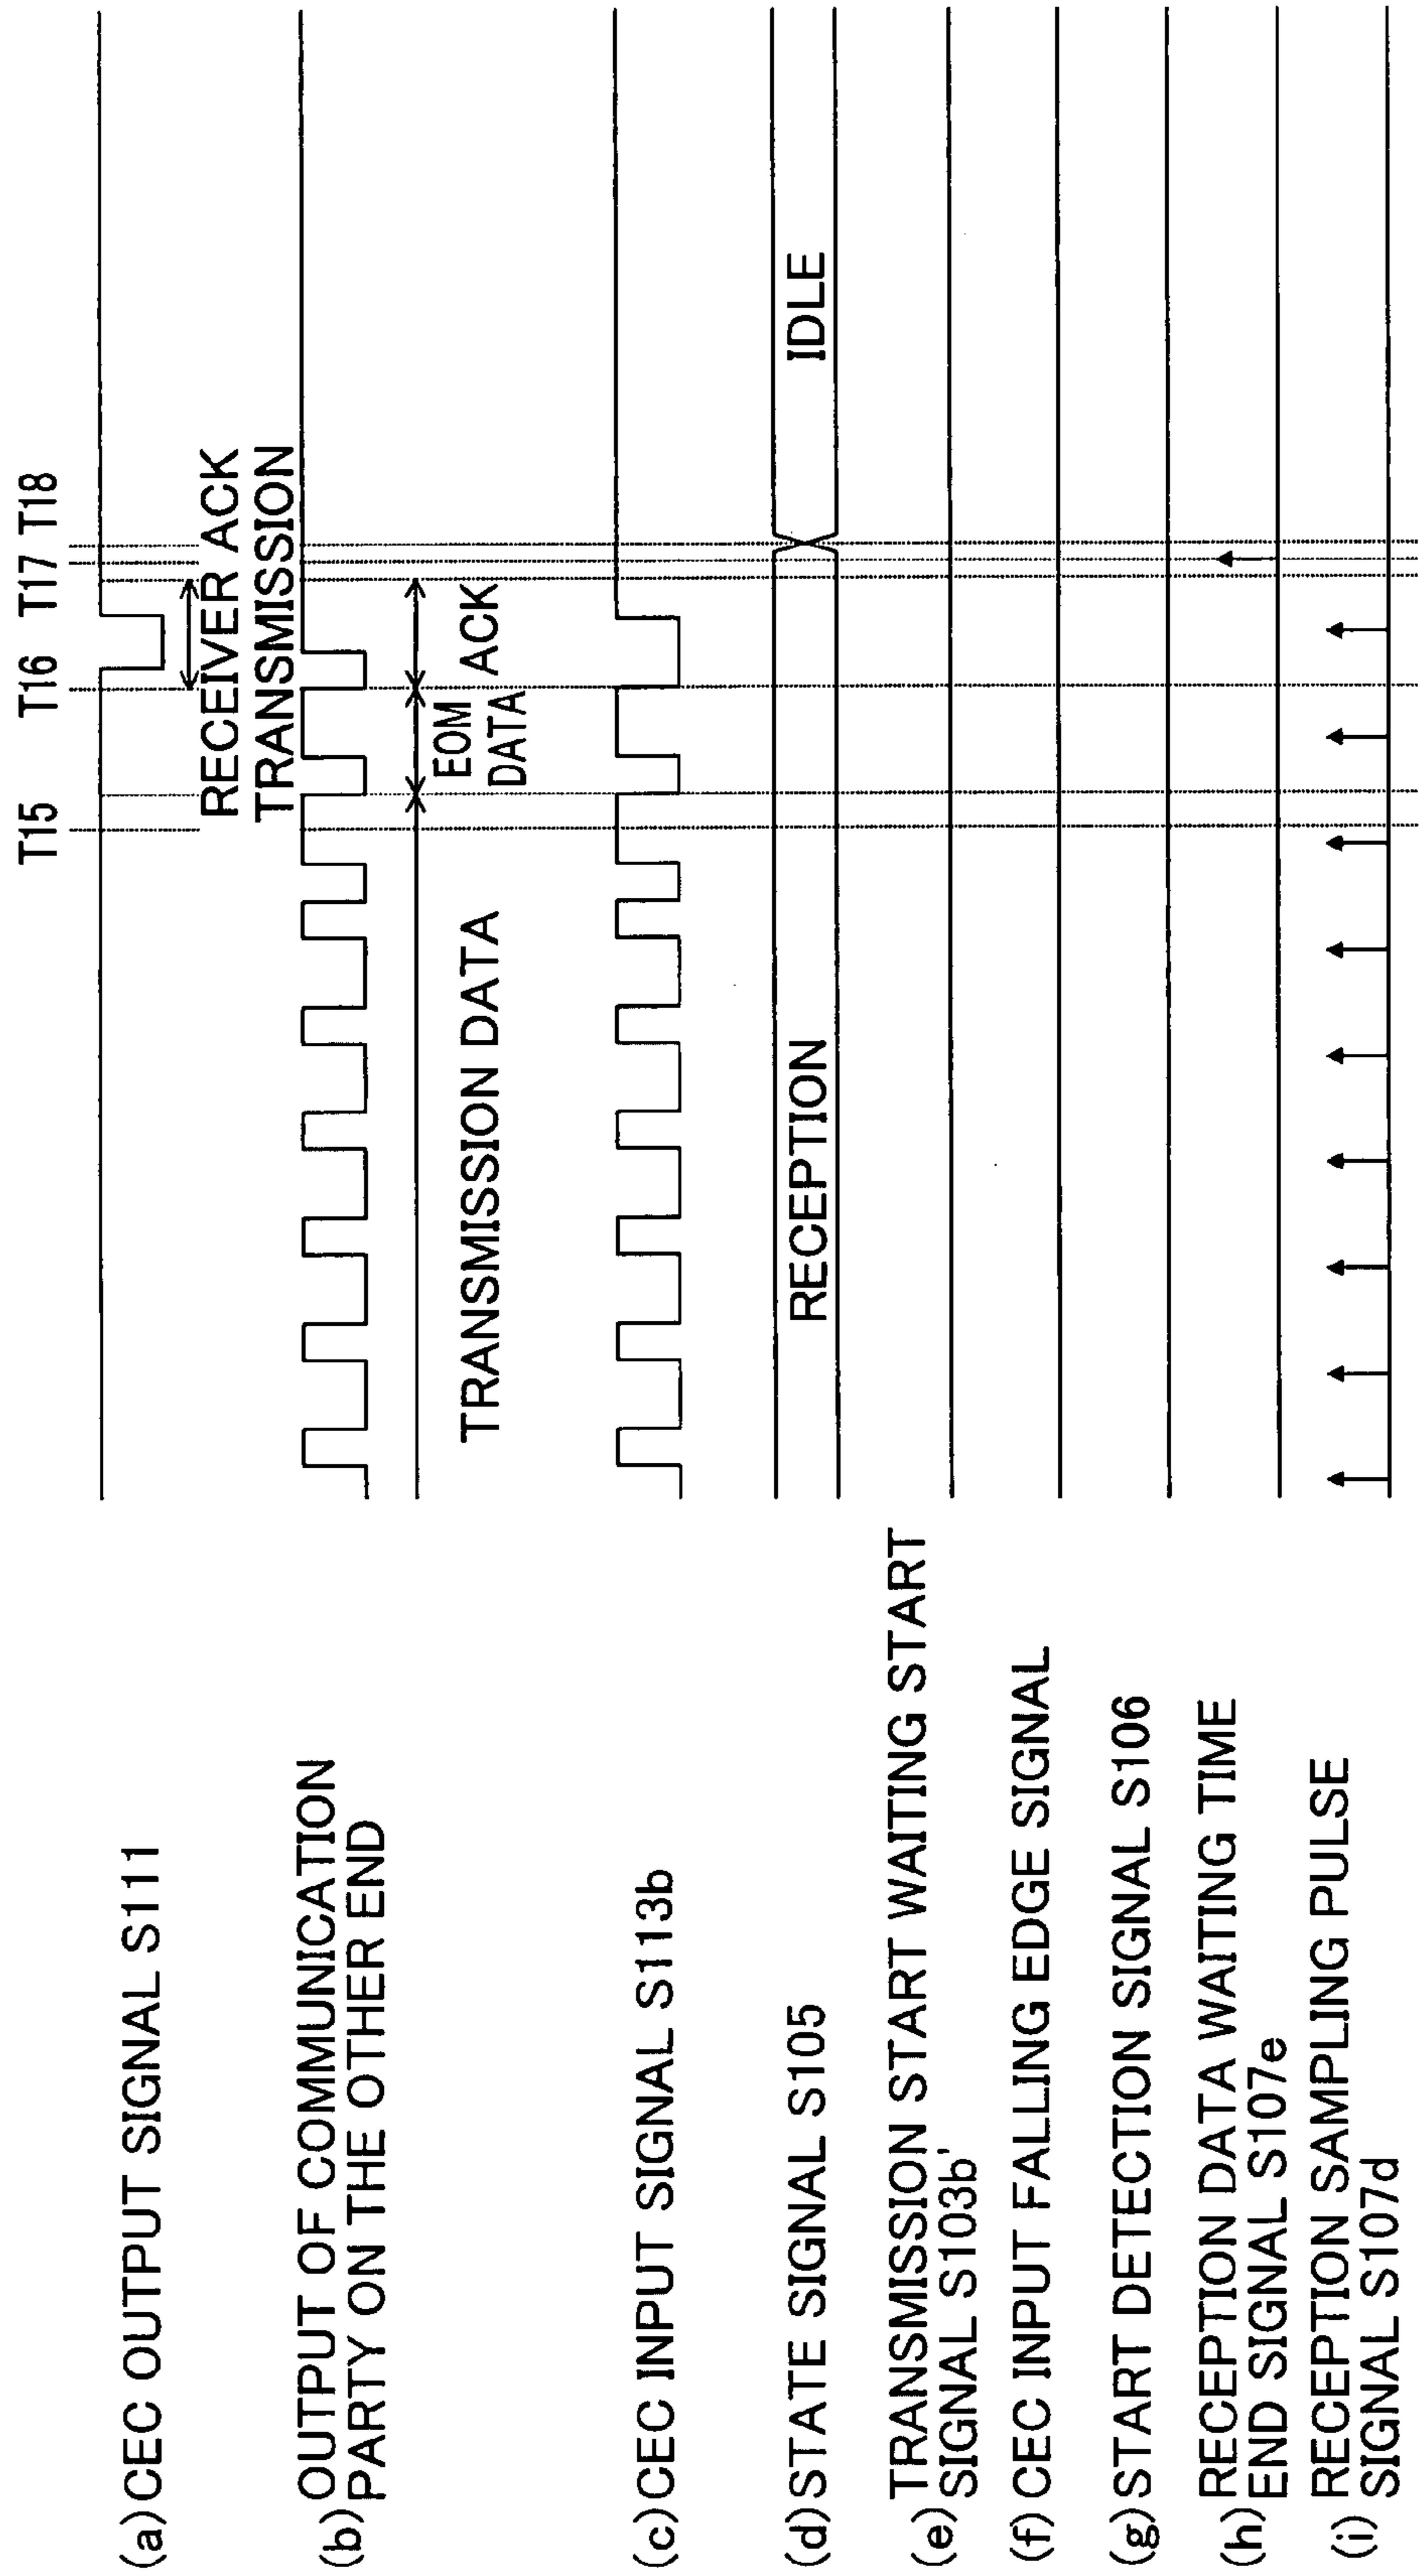 T15 T16 T17 T18
(a) CEC OUTPUT SIGNAL S111
RECEIVER ACK
TRANSMISSION
(b) OUTPUT OF COMMUNICATION
PARTY ON THE OTHER END
TRANSMISSION DATA
EOM
DATA
ACK
(c) CEC INPUT SIGNAL S113b
(d) STATE SIGNAL S105
RECEPTION
IDLE
(e) TRANSMISSION START WAITING START
SIGNAL S103b'
(f) CEC INPUT FALLING EDGE SIGNAL
(g) START DETECTION SIGNAL S106
(h) RECEPTION DATA WAITING TIME
END SIGNAL S107e
(i) RECEPTION SAMPLING PULSE
SIGNAL S107d